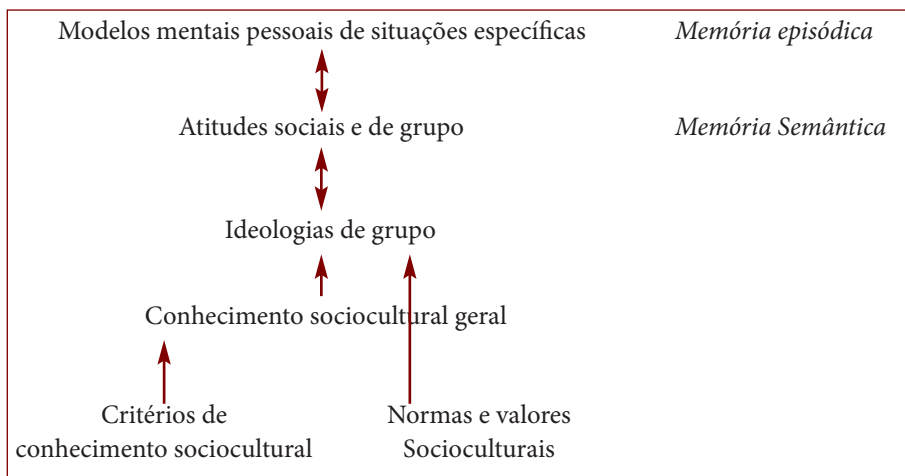 Modelos mentais pessoais de situações específicas Memória episódica
Atitudes sociais e de grupo Memória Semântica
Ideologias de grupo
Conhecimento sociocultural geral
Critérios de
conhecimento sociocultural
Normas e valores
Socioculturais